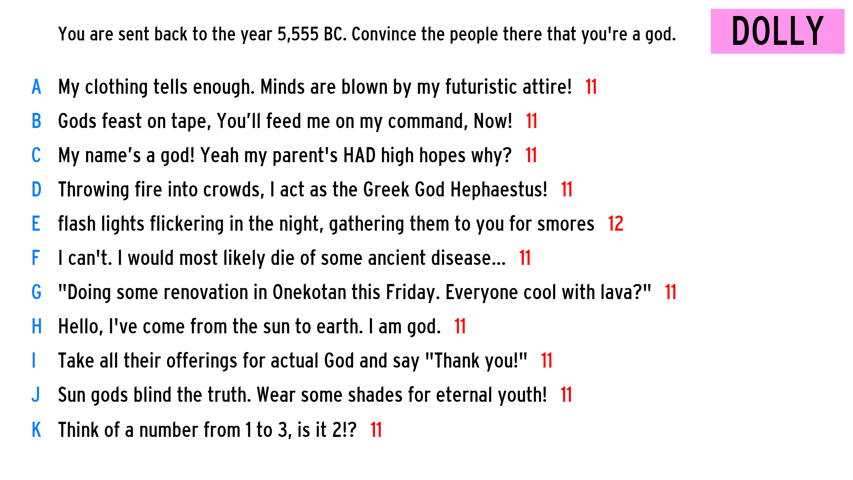 You are sent back to the year 5,555 BC. Convince the people there that you're a god.
DOLLY
A My clothing tells enough. Minds are blown by my futuristic attire! 11
B Gods feast on tape, You’ll feed me on my command, Now! 11
C My name’s a god! Yeah my parent's HAD high hopes why? 11
D Throwing fire into crowds, I act as the Greek God Hephaestus! 11
E flash lights flickering in the night, gathering them to you for smores 12
F I can't. I would most likely die of some ancient disease... 11
G "Doing some renovation in Onekotan this Friday. Everyone cool with lava?" 11
H Hello, I've come from the sun to earth. I am god. 11
I Take all their offerings for actual God and say "Thank you!" 11
J Sun gods blind the truth. Wear some shades for eternal youth! 11
K Think of a number from 1 to 3, is it 2!? 11